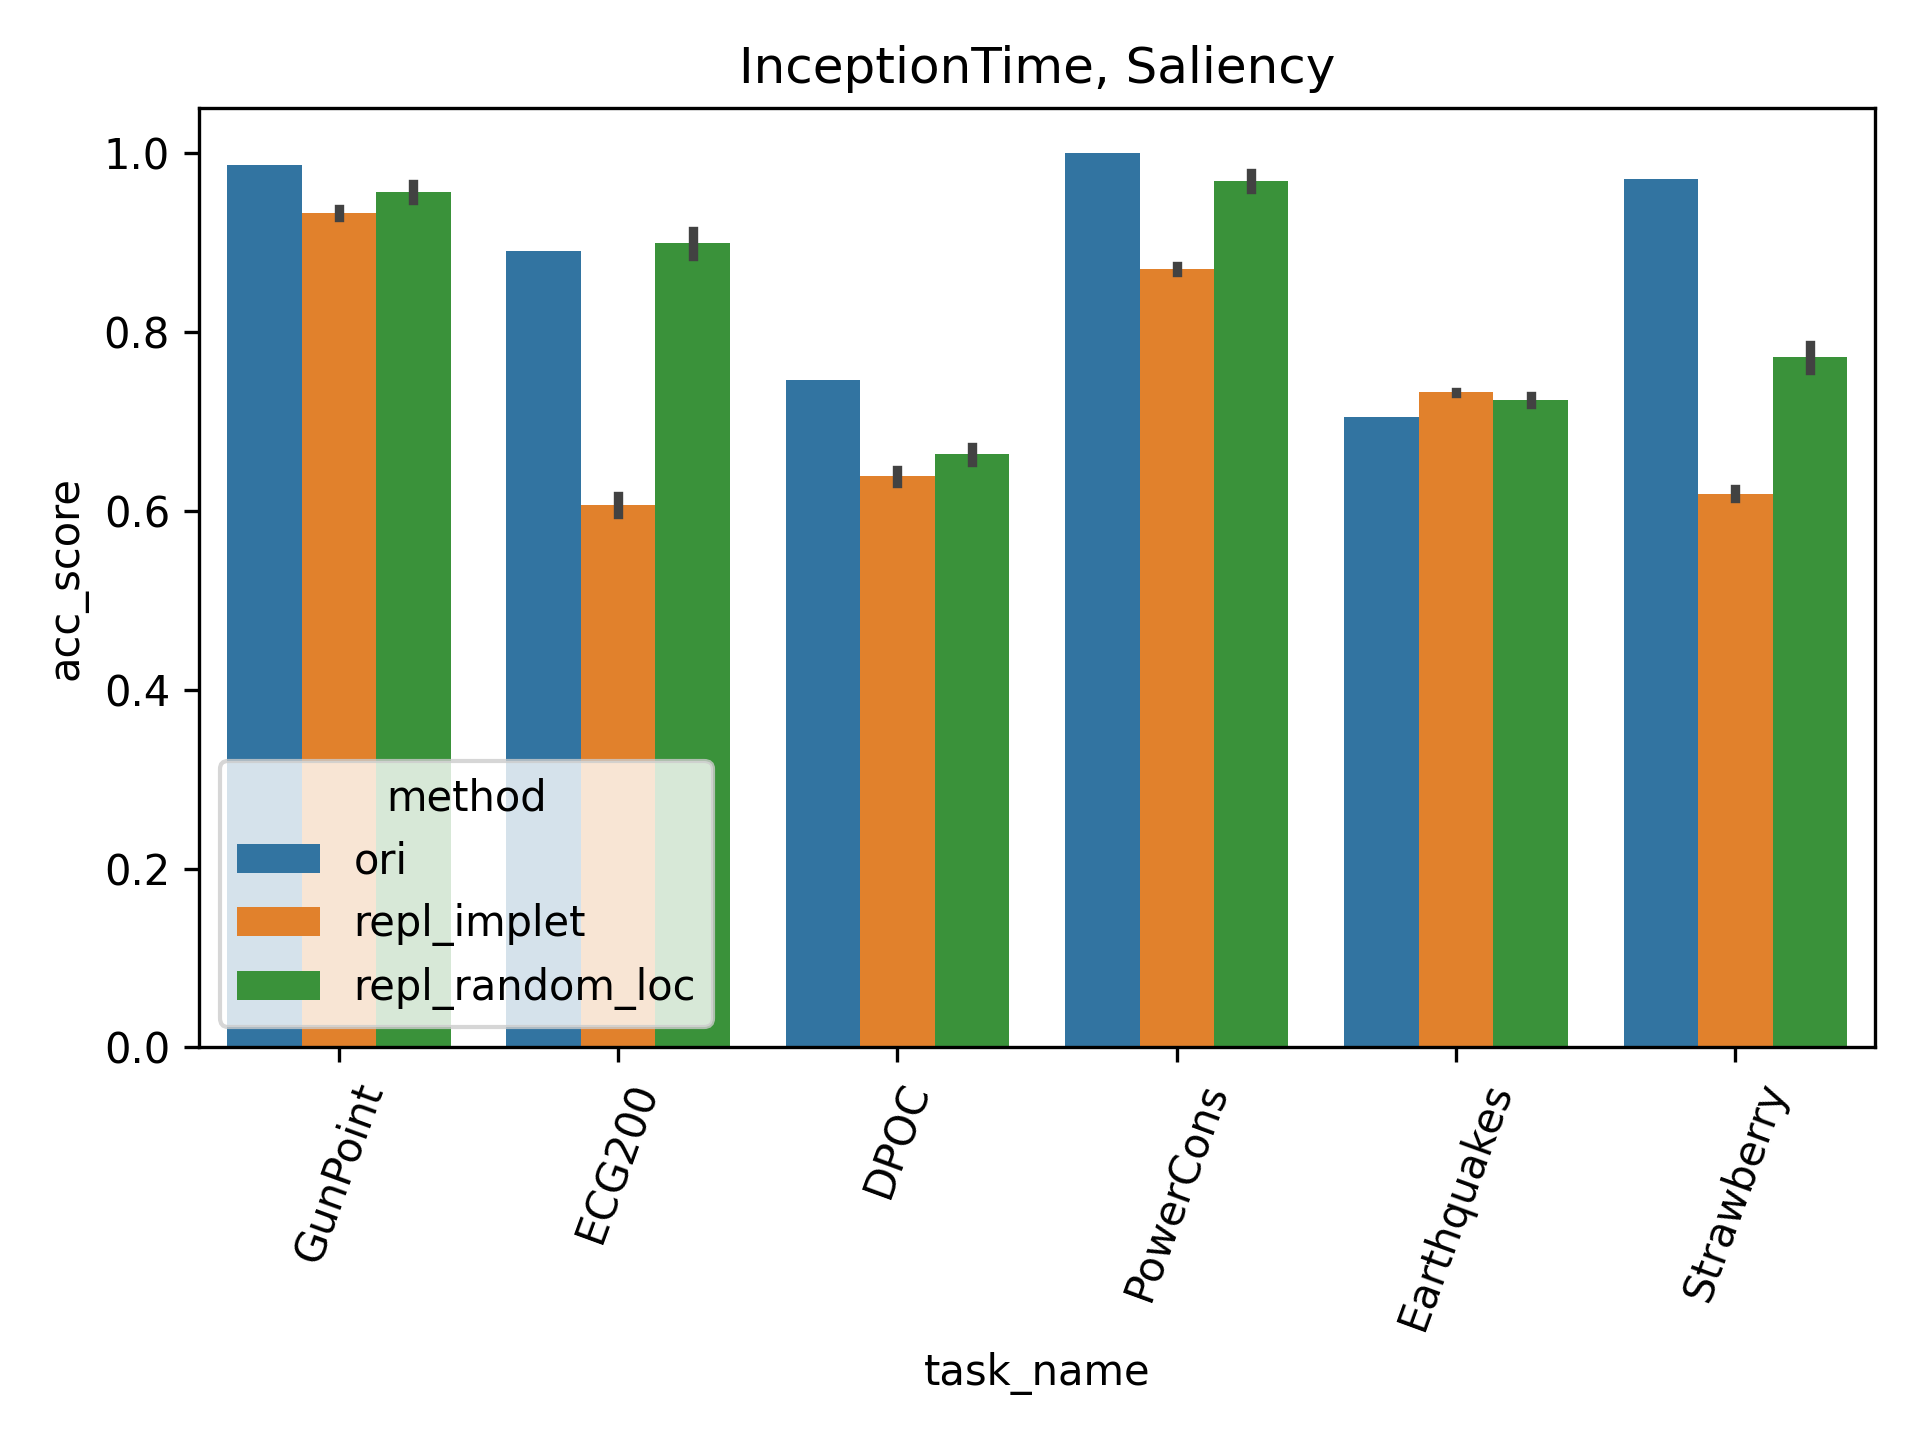 InceptionTime, Saliency
acc_score
1.0
0.8
0.6
0.4
0.2
0.0
method
ori
repl_implet
repl_random_loc
GunPoint
ECG200
DPOC
PowerCons
Earthquakes
Strawberry
task_name